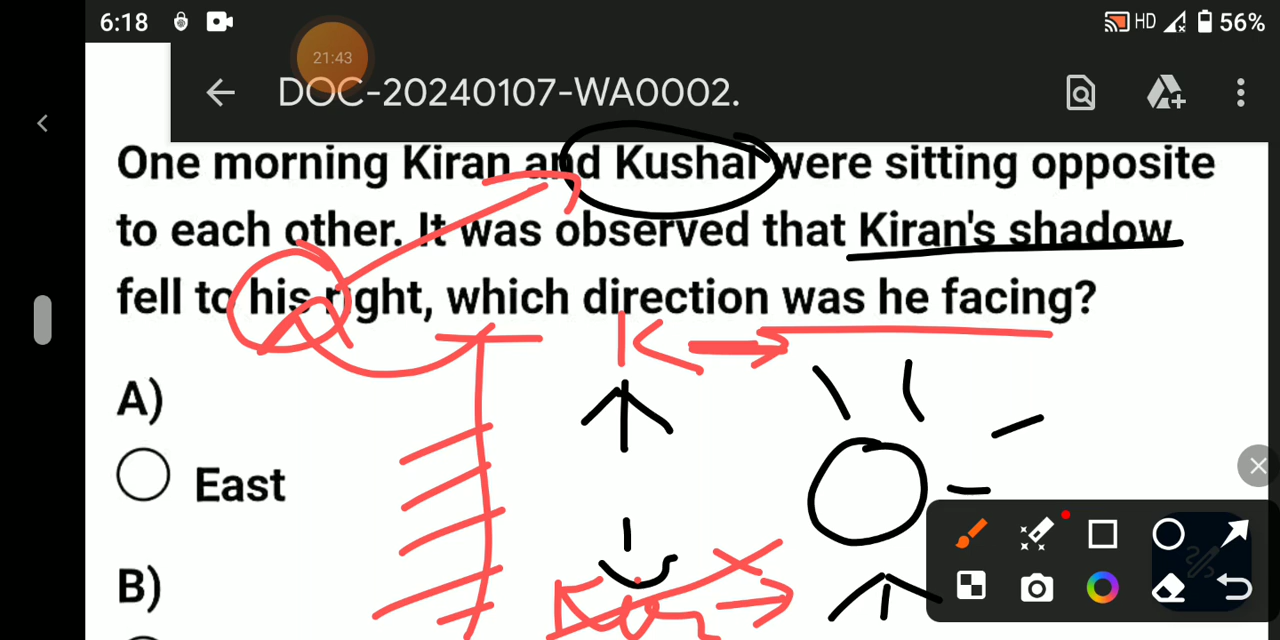 6:18 HD 56%
21:43
DOC-20240107-WA0002.
One morning Kiran and Kushal were sitting opposite
to each other. It was observed that Kiran's shadow
fell to his right, which direction was he facing?
K
A)
East
B)